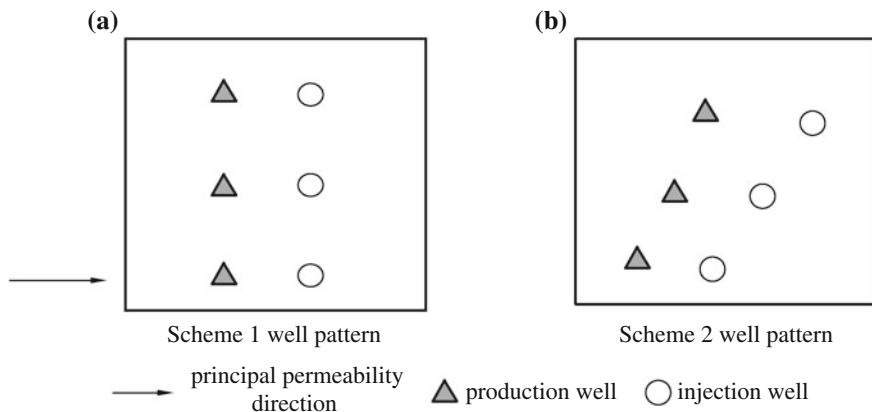 (a)
(b)
Scheme 1 well pattern
Scheme 2 well pattern
principal permeability
direction
production well
injection well